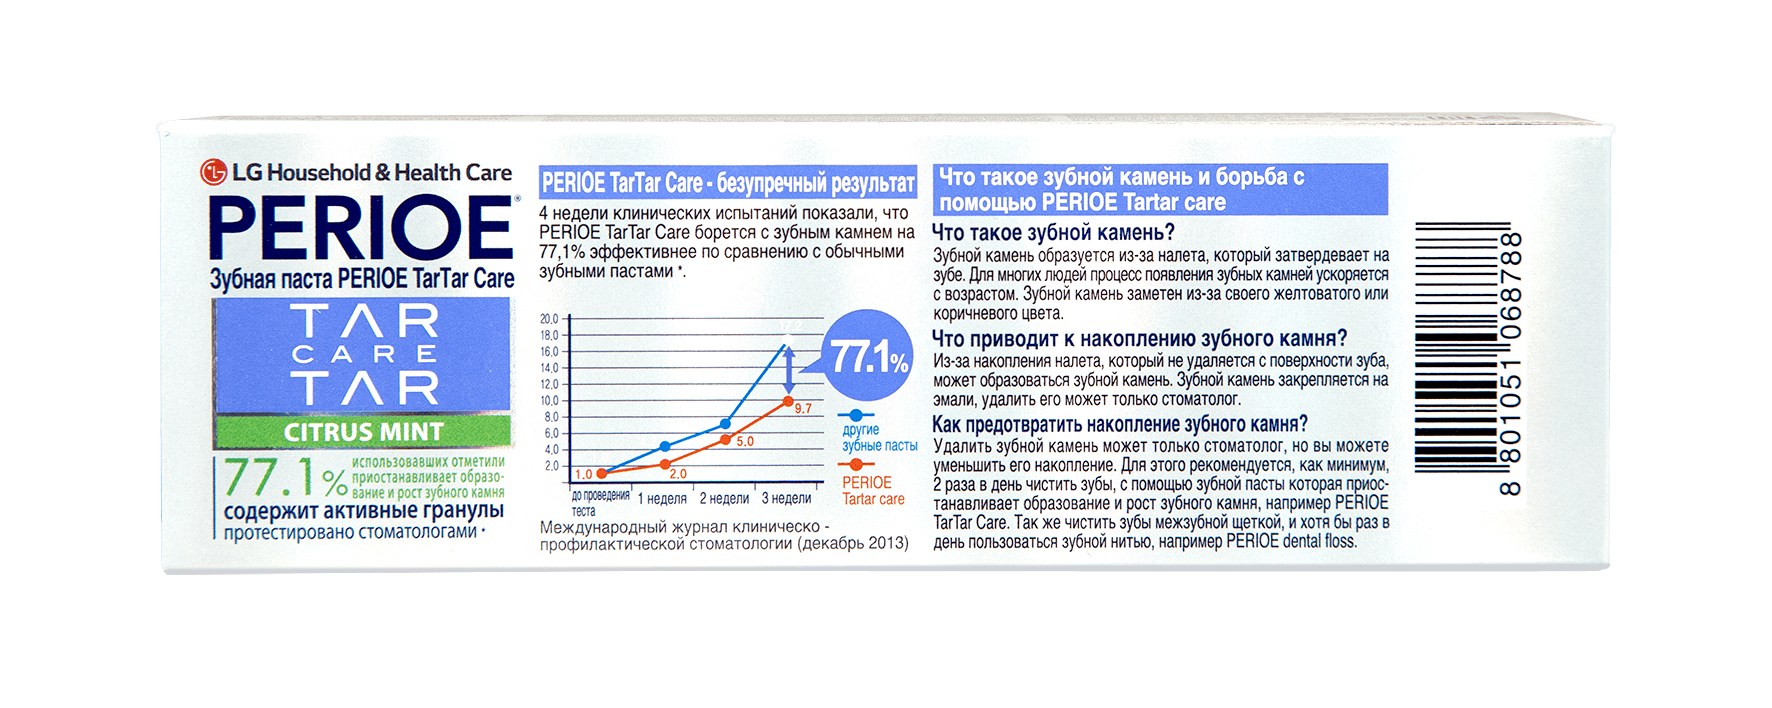 LG Household & Health Care
PERIOE®
Зубная паста PERIOE TarTar Care
TAR
CARE
TAR
CITRUS MINT
77.1%
использовавших отметили
приостанавливает образо-
вание и рост зубного камня
содержит активные гранулы
протестировано стоматологами *
PERIOE TarTar Care - безупречный результат
4 недели клинических испытаний показали, что
PERIOE TarTar Care борется с зубным камнем на
77,1% эффективнее по сравнению с обычными
зубными пастами *.
20,0
18,0
16,0
14,0
12,0
10,0
8,0
6,0
4,0
2,0
17.2
77.1%
9.7
5.0
2.0
1.0
другие
зубные пасты
PERIOE
Tartar care
до проведения
теста
1 неделя
2 недели
3 недели
Международный журнал клиническо -
профилактической стоматологии (декабрь 2013)
Что такое зубной камень и борьба с
помощью PERIOE Tartar care
Что такое зубной камень?
Зубной камень образуется из-за налета, который затвердевает на
зубе. Для многих людей процесс появления зубных камней ускоряется
с возрастом. Зубной камень заметен из-за своего желтоватого или
коричневого цвета.
Что приводит к накоплению зубного камня?
Из-за накопления налета, который не удаляется с поверхности зуба,
может образоваться зубной камень. Зубной камень закрепляется на
эмали, удалить его может только стоматолог.
Как предотвратить накопление зубного камня?
Удалить зубной камень может только стоматолог, но вы можете
уменьшить его накопление. Для этого рекомендуется, как минимум,
2 раза в день чистить зубы, с помощью зубной пасты которая приос-
танавливает образование и рост зубного камня, например PERIOE
TarTar Care. Так же чистить зубы межзубной щеткой, и хотя бы раз в
день пользоваться зубной нитью, например PERIOE dental floss.
8 801051 068788